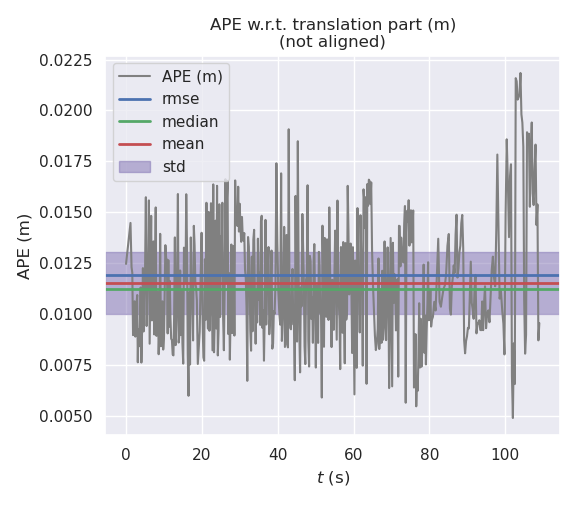 APE w.r.t. translation part (m)
(not aligned)
0.0225
0.0200
0.0175
0.0150
0.0125
0.0100
0.0075
0.0050
APE (m)
APE (m)
rmse
median
mean
std
0
20
40
60
80
100
t (s)